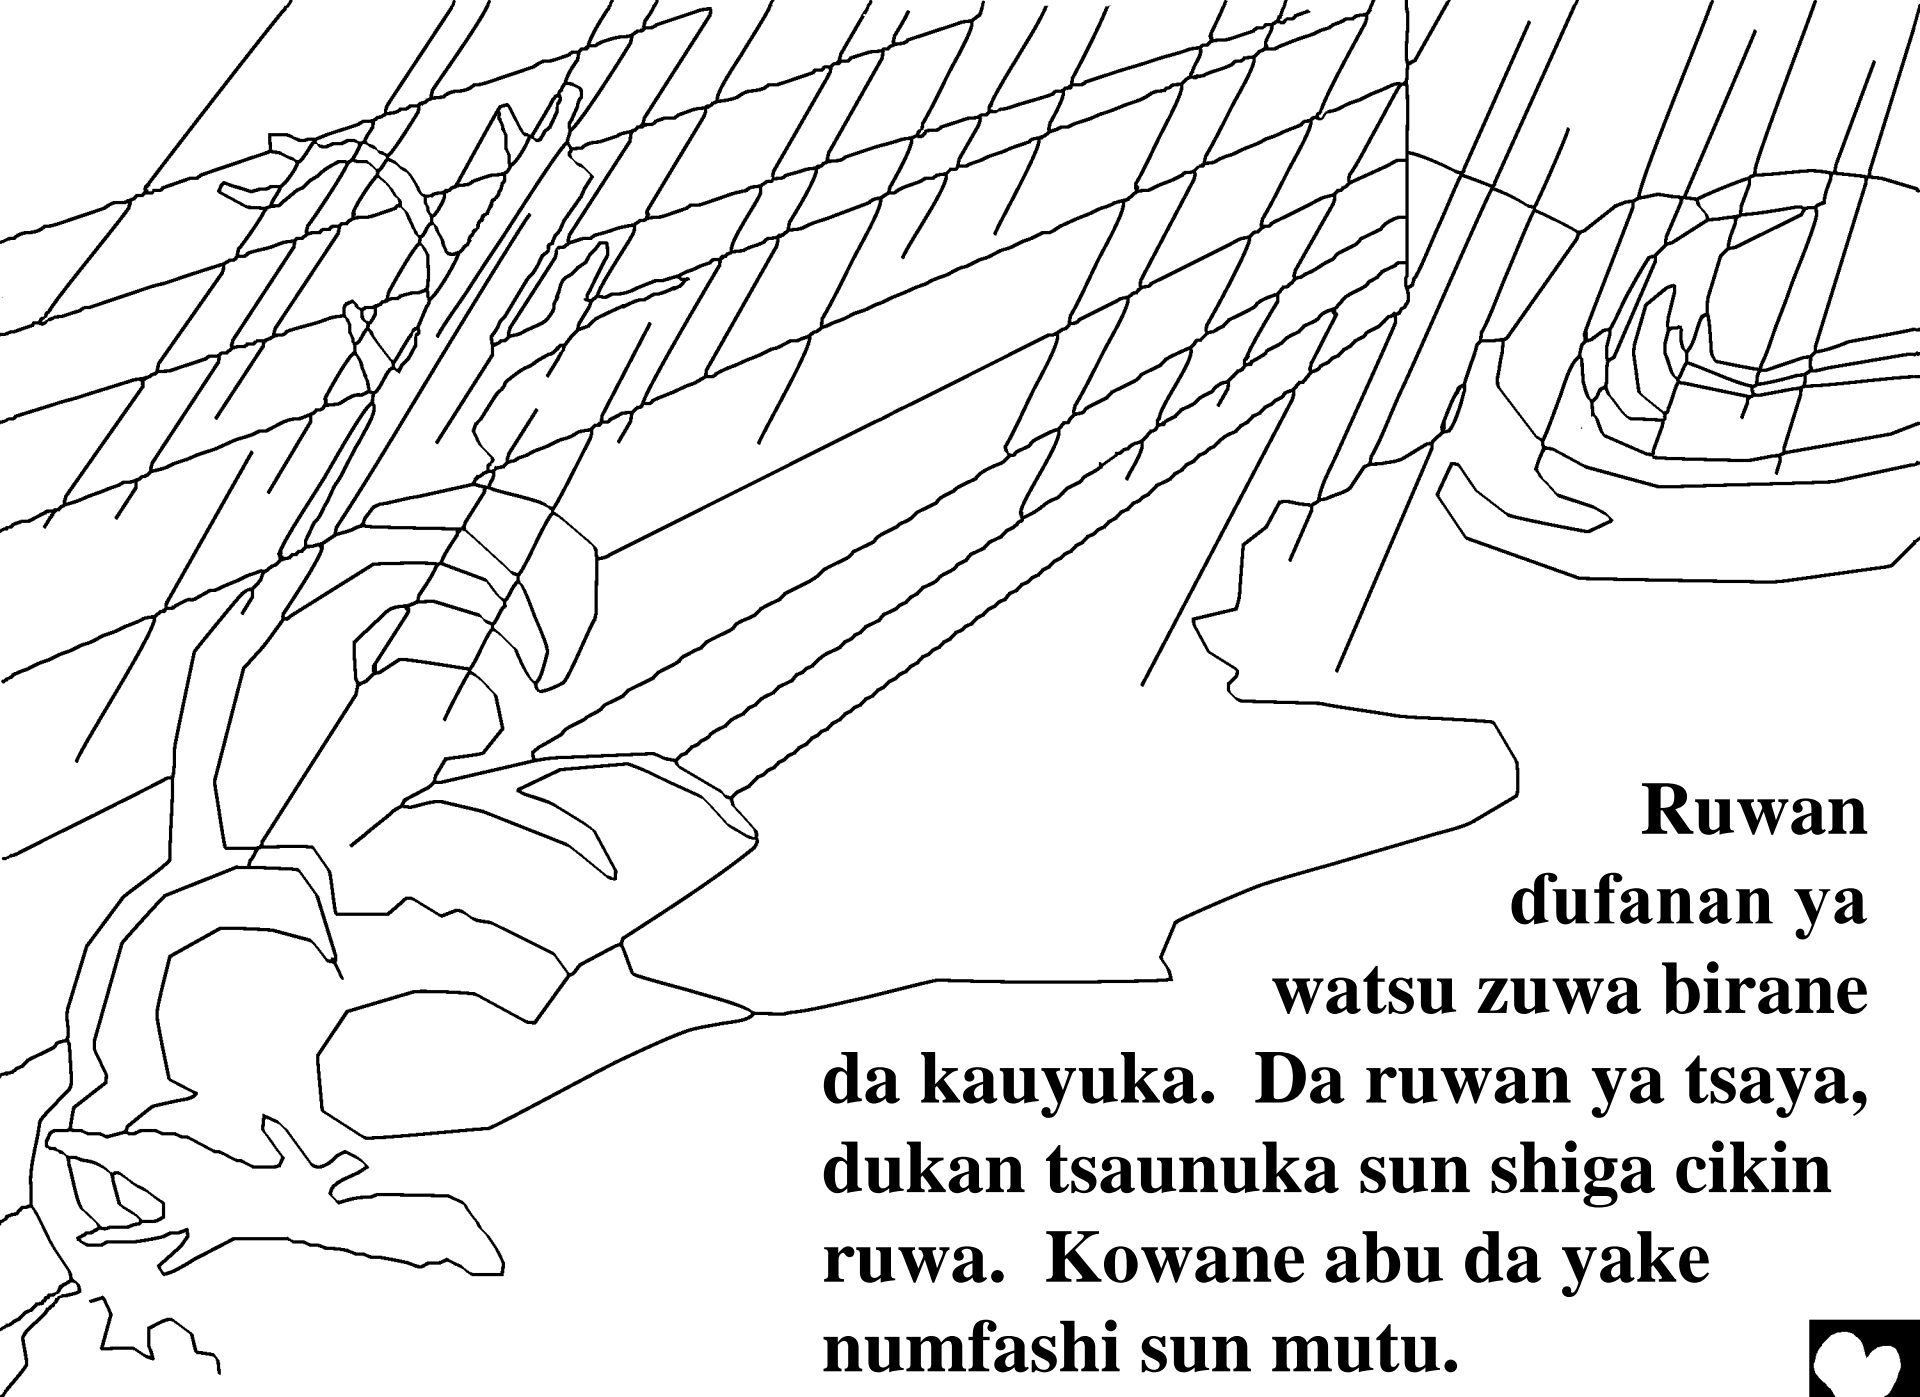 Ruwan
ɗufanan ya
watsu zuwa birane
da kauyuka. Da ruwan ya tsaya,
dukan tsaunuka sun shiga cikin
ruwa. Kowane abu da yake
numfashi sun mutu.